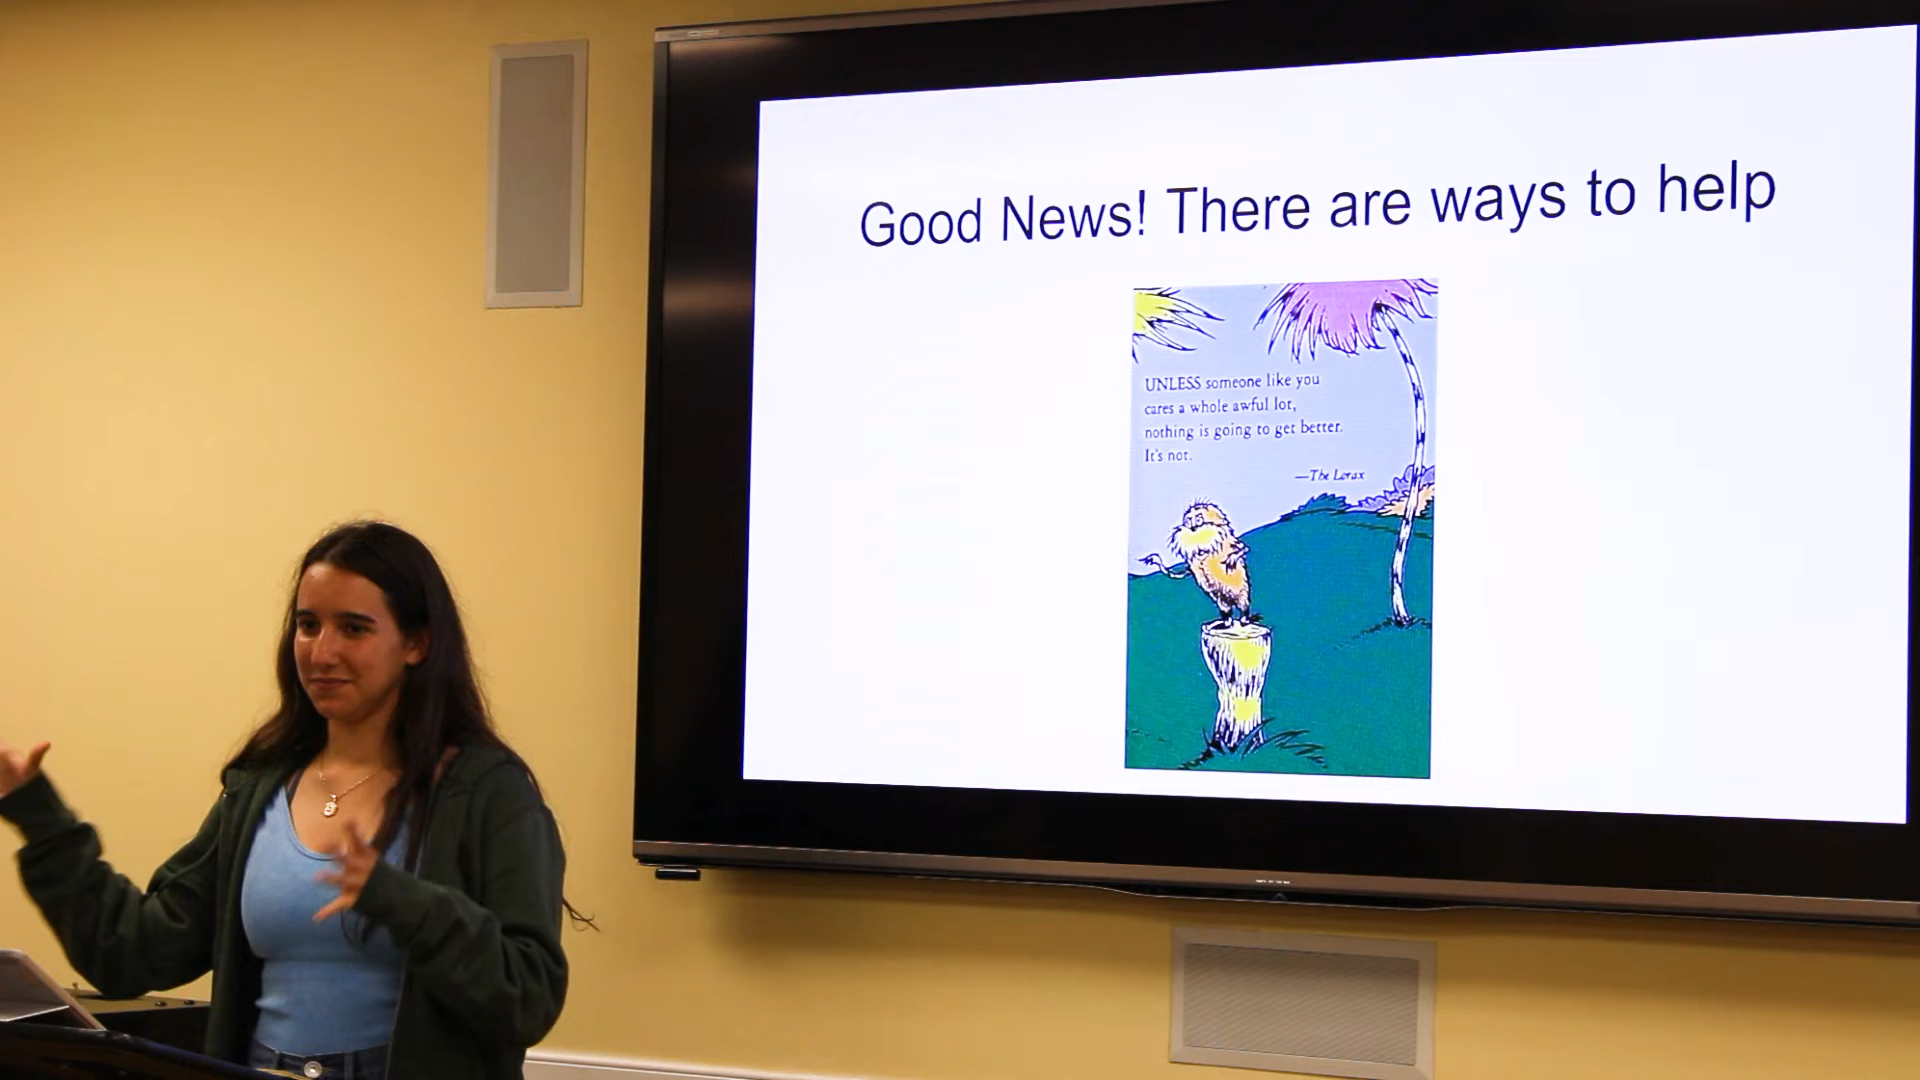 Good News! There are ways to help
UNLESS someone like you
cares a whole awful lot,
nothing is going to get better.
It's not.
—The Lorax